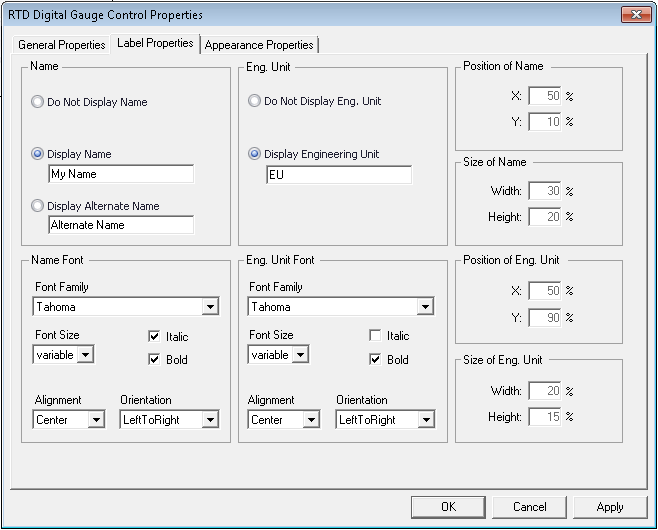 RTD Digital Gauge Control Properties
General Properties Label Properties Appearance Properties
Name
Do Not Display Name
Display Name
My Name
Display Alternate Name
Alternate Name
Eng. Unit
Do Not Display Eng. Unit
Display Engineering Unit
EU
Position of Name
X: 50 %
Y: 10 %
Size of Name
Width: 30 %
Height: 20 %
Name Font
Font Family
Tahoma
Font Size
variable
Italic
Bold
Alignment Orientation
Center LeftToRight
Eng. Unit Font
Font Family
Tahoma
Font Size
variable
Italic
Bold
Alignment Orientation
Center LeftToRight
Position of Eng. Unit
X: 50 %
Y: 90 %
Size of Eng. Unit
Width: 20 %
Height: 15 %
OK Cancel Apply